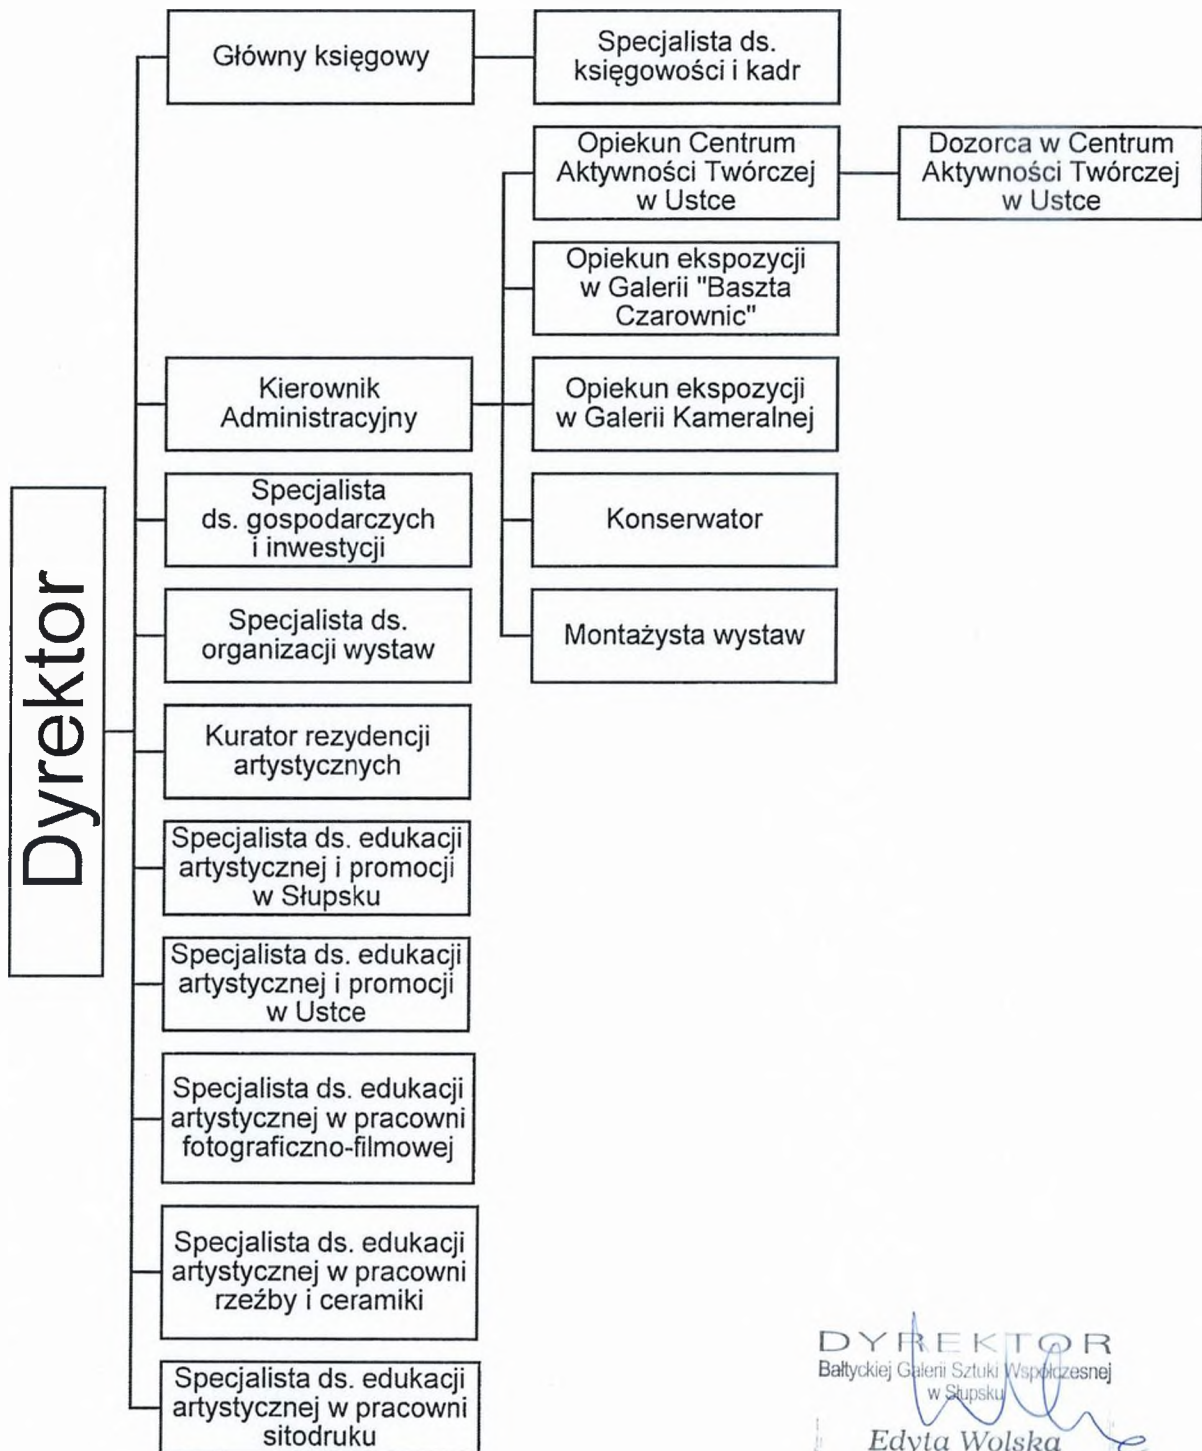 Główny księgowy
Specjalista ds.
księgowości i kadr
Opiekun Centrum
Aktywności Twórczej
w Ustce
Dozorca w Centrum
Aktywności Twórczej
w Ustce
Opiekun ekspozycji
w Galerii "Baszta
Czarownic"
Kierownik
Administracyjny
Opiekun ekspozycji
w Galerii Kameralnej
Specjalista
ds. gospodarczych
i inwestycji
Konserwator
Specjalista ds.
organizacji wystaw
Montażysta wystaw
Dyrektor
Kurator rezydencji
artystycznych
Specjalista ds. edukacji
artystycznej i promocji
w Słupsku
Specjalista ds. edukacji
artystycznej i promocji
w Ustce
Specjalista ds. edukacji
artystycznej w pracowni
fotograficzno-filmowej
Specjalista ds. edukacji
artystycznej w pracowni
rzeźby i ceramiki
Specjalista ds. edukacji
artystycznej w pracowni
sitodruku
DYREKTOR
Bałtyckiej Galerii Sztuki Współczesnej
w Słupsku
Edyta Wolska